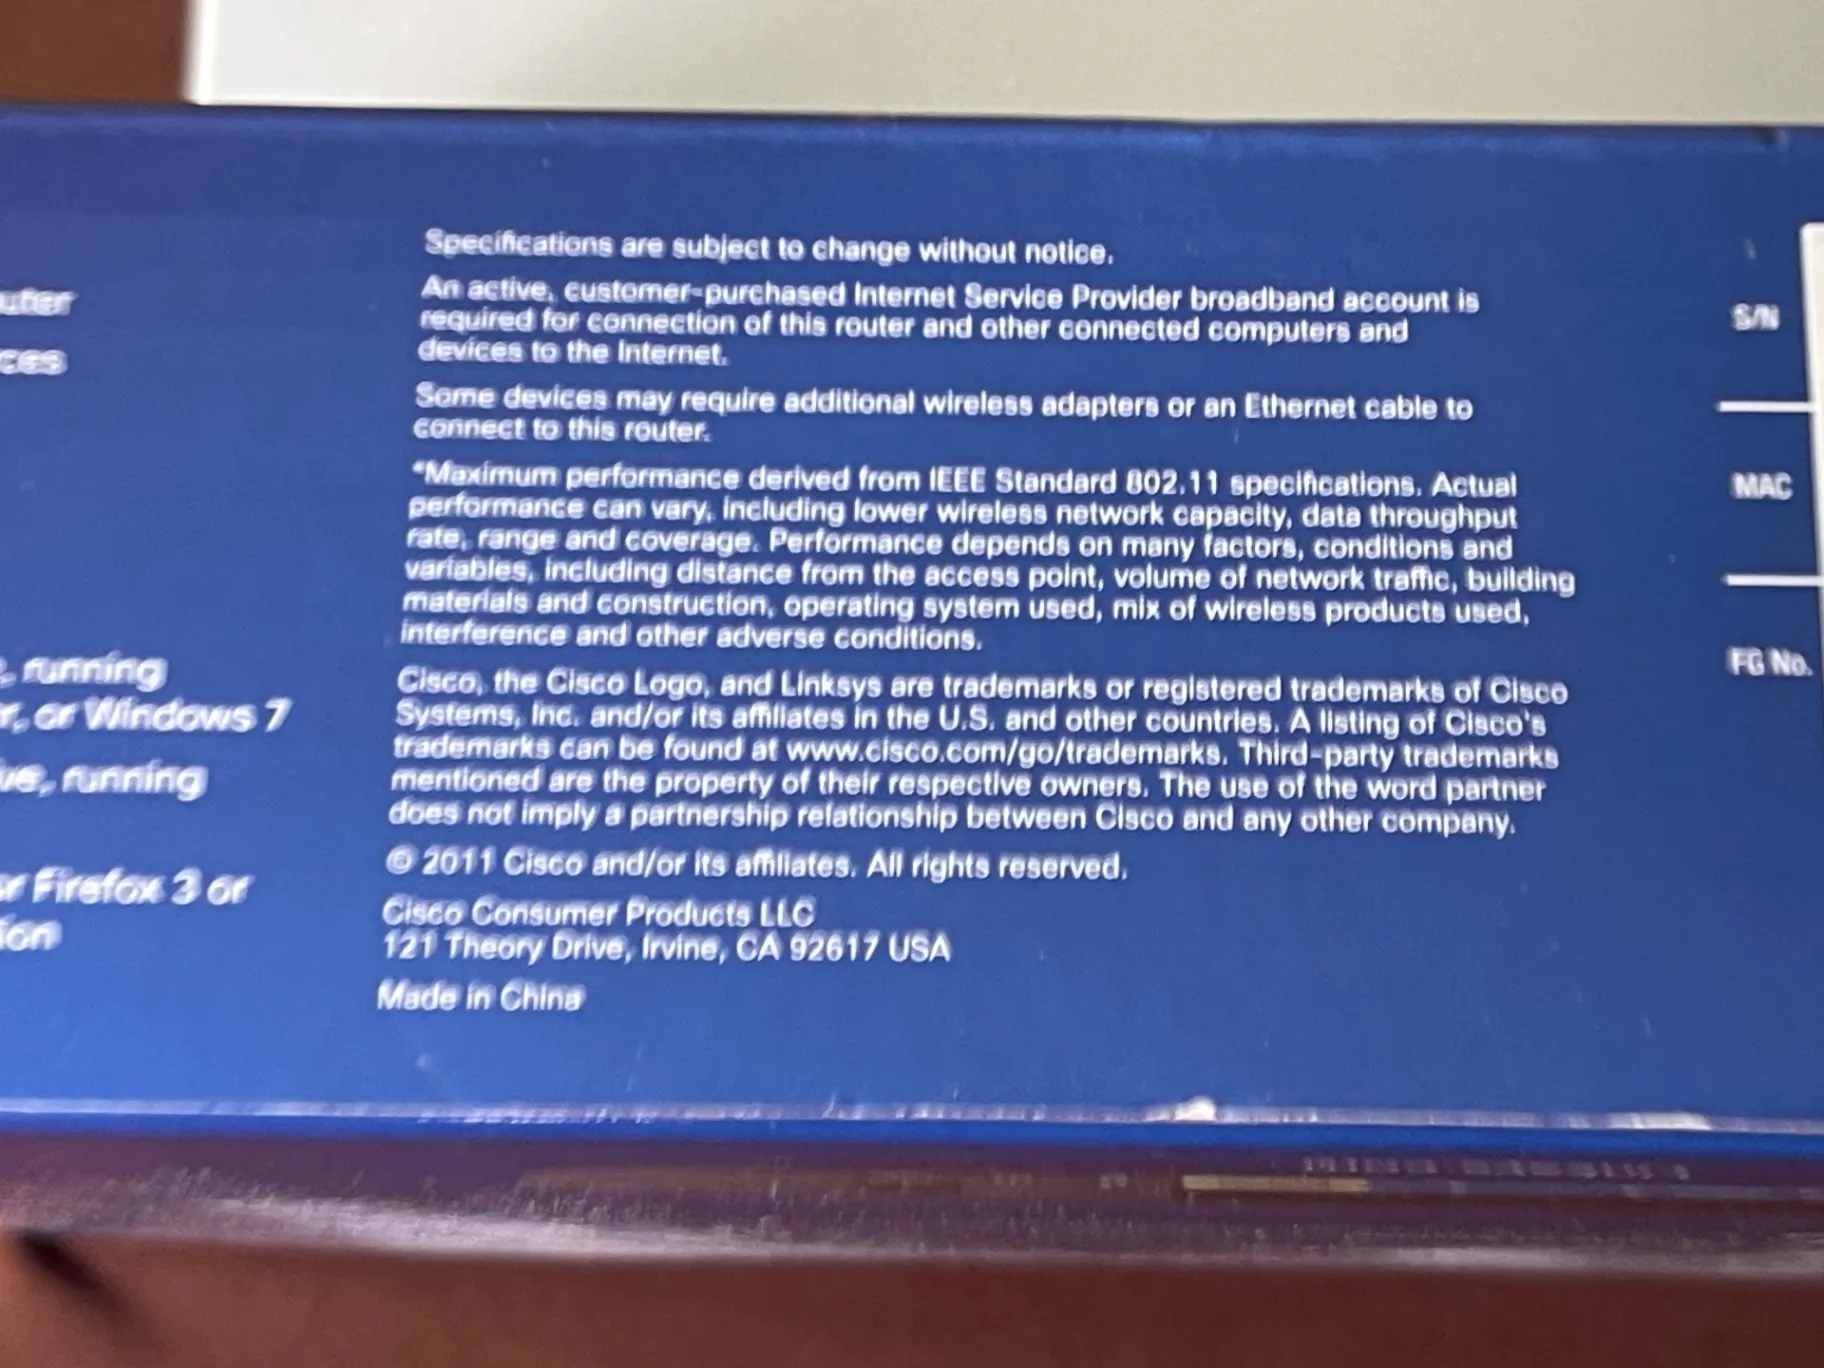 Specifications are subject to change without notice.
An active, customer-purchased Internet Service Provider broadband account is
required for connection of this router and other connected computers and
devices to the Internet.
Some devices may require additional wireless adapters or an Ethernet cable to
connect to this router.
*Maximum performance derived from IEEE Standard 802.11 specifications. Actual
performance can vary, including lower wireless network capacity, data throughput
rate, range and coverage. Performance depends on many factors, conditions and
variables, including distance from the access point, volume of network traffic, building
materials and construction, operating system used, mix of wireless products used,
interference and other adverse conditions.
Cisco, the Cisco Logo, and Linksys are trademarks or registered trademarks of Cisco
Systems, Inc. and/or its affiliates in the U.S. and other countries. A listing of Cisco's
trademarks can be found at www.cisco.com/go/trademarks. Third-party trademarks
mentioned are the property of their respective owners. The use of the word partner
does not imply a partnership relationship between Cisco and any other company.
© 2011 Cisco and/or its affiliates. All rights reserved.
Cisco Consumer Products LLC
121 Theory Drive, Irvine, CA 92617 USA
Made in China
running
or Windows 7
running
Firefox 3 or
S/N
MAC
FG No.